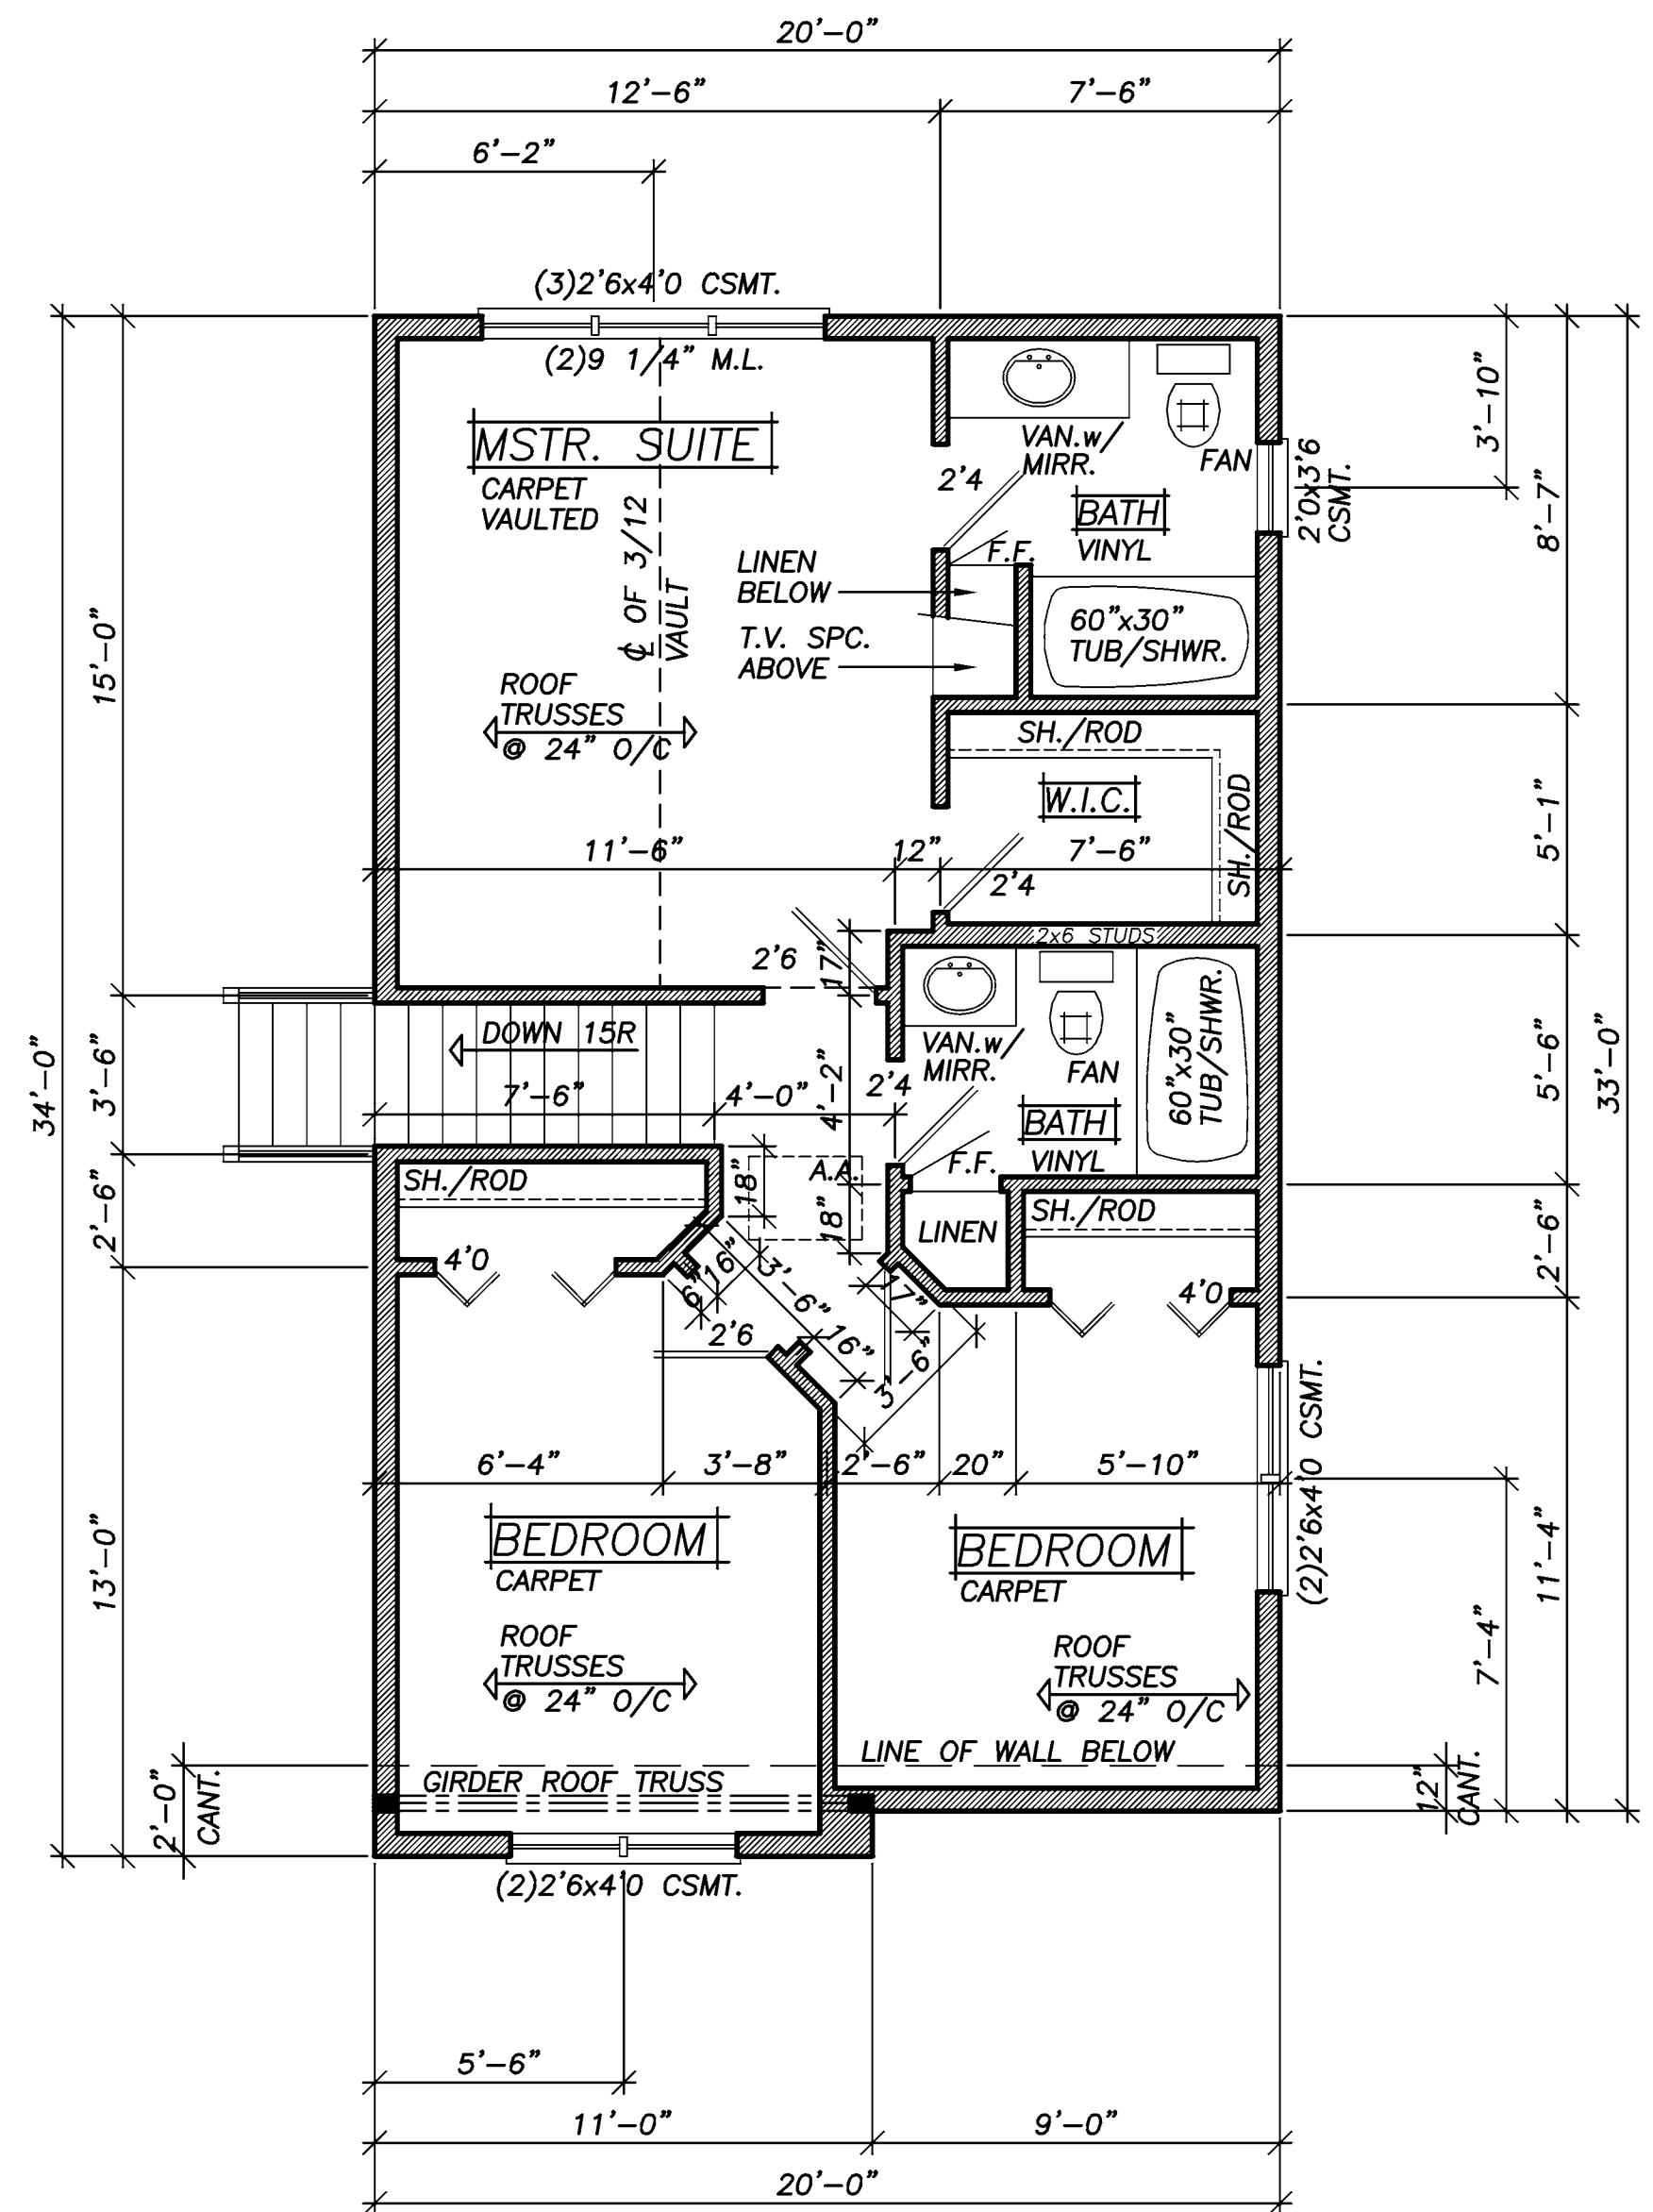 20'-0"
12'-6"
7'-6"
6'-2"
(3)2'6x4'0 CSMT.
(2)9 1/4" M.L.
MSTR. SUITE
CARPET
VAULTED
℄ OF 3/12
VAULT
VAN.w/
MIRR.
FAN
2'4
BATH
VINYL
F.F.
2'0x3'6
CSMT.
3'-10"
8'-7"
LINEN
BELOW
T.V. SPC.
ABOVE
60"x30"
TUB/SHWR.
15'-0"
ROOF
TRUSSES
@ 24" O/C
SH./ROD
W.I.C.
SH./ROD
5'-1"
11'-6"
12"
7'-6"
2'4
2x6 STUDS
2'6
17"
DOWN 15R
7'-6"
4'-0"
4'-2"
2'4
VAN.w/
MIRR.
FAN
60"x30"
TUB/SHWR.
BATH
VINYL
F.F.
34'-0"
3'-6"
5'-6"
33'-0"
SH./ROD
18"
A.A.
18"
LINEN
SH./ROD
2'-6"
2'-6"
4'0
4'0
6"
16"
3'-6"
17"
2'6
16"
3'-6"
6'-4"
3'-8"
2'-6"
20"
5'-10"
(2)2'6x4'0 CSMT.
BEDROOM
CARPET
BEDROOM
CARPET
13'-0"
11'-4"
7'-4"
ROOF
TRUSSES
@ 24" O/C
ROOF
TRUSSES
@ 24" O/C
LINE OF WALL BELOW
GIRDER ROOF TRUSS
2'-0"
CANT.
12"
CANT.
(2)2'6x4'0 CSMT.
5'-6"
11'-0"
9'-0"
20'-0"